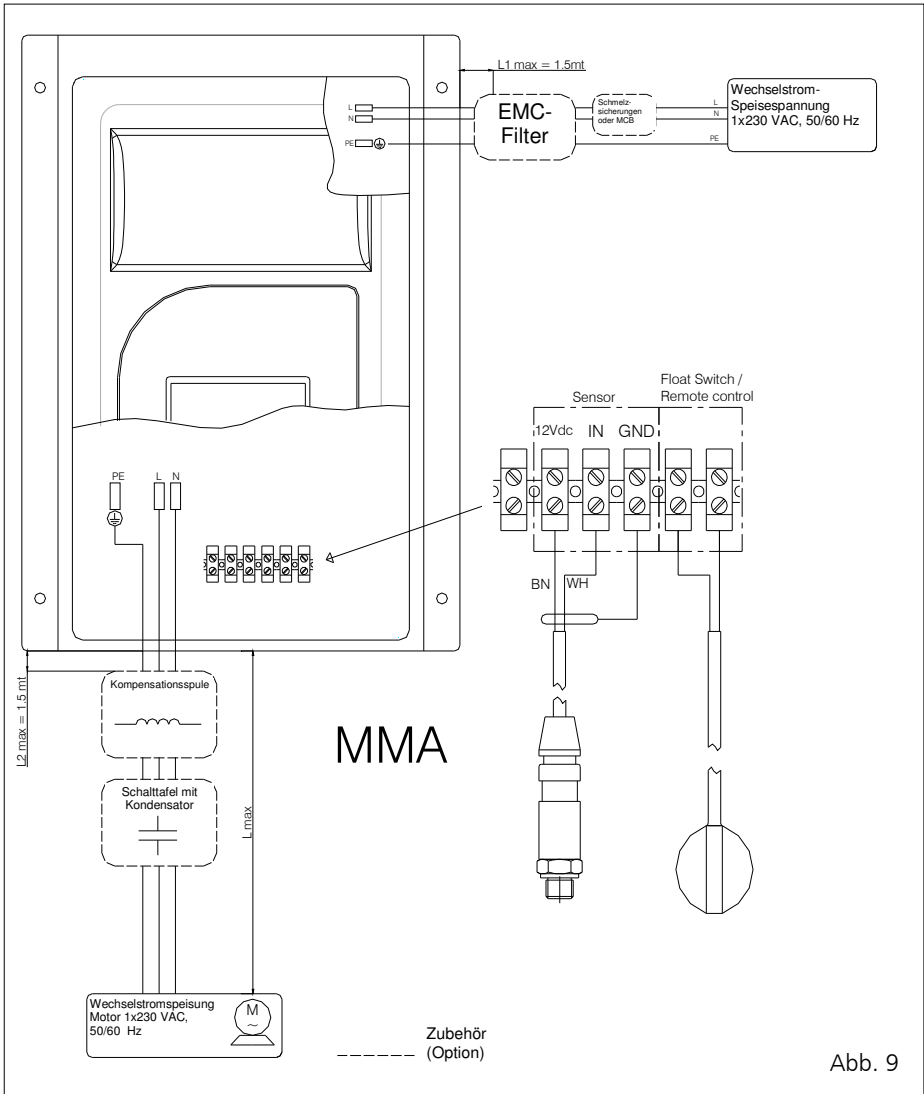 L1 max = 1.5mt
L
N
PE
EMC-
Filter
Schmelz-
sicherungen
oder MCB
L
N
PE
Wechselstrom-
Speisespannung
1x230 VAC, 50/60 Hz
Sensor
Float Switch /
Remote control
12Vdc IN GND
BN WH
PE L N
L2 max = 1.5 mt
Kompensationsspule
Schalttafel mit
Kondensator
L max
MMA
Wechselstromspeisung
Motor 1x230 VAC,
50/60 Hz
M
~
Zubehör
(Option)
Abb. 9